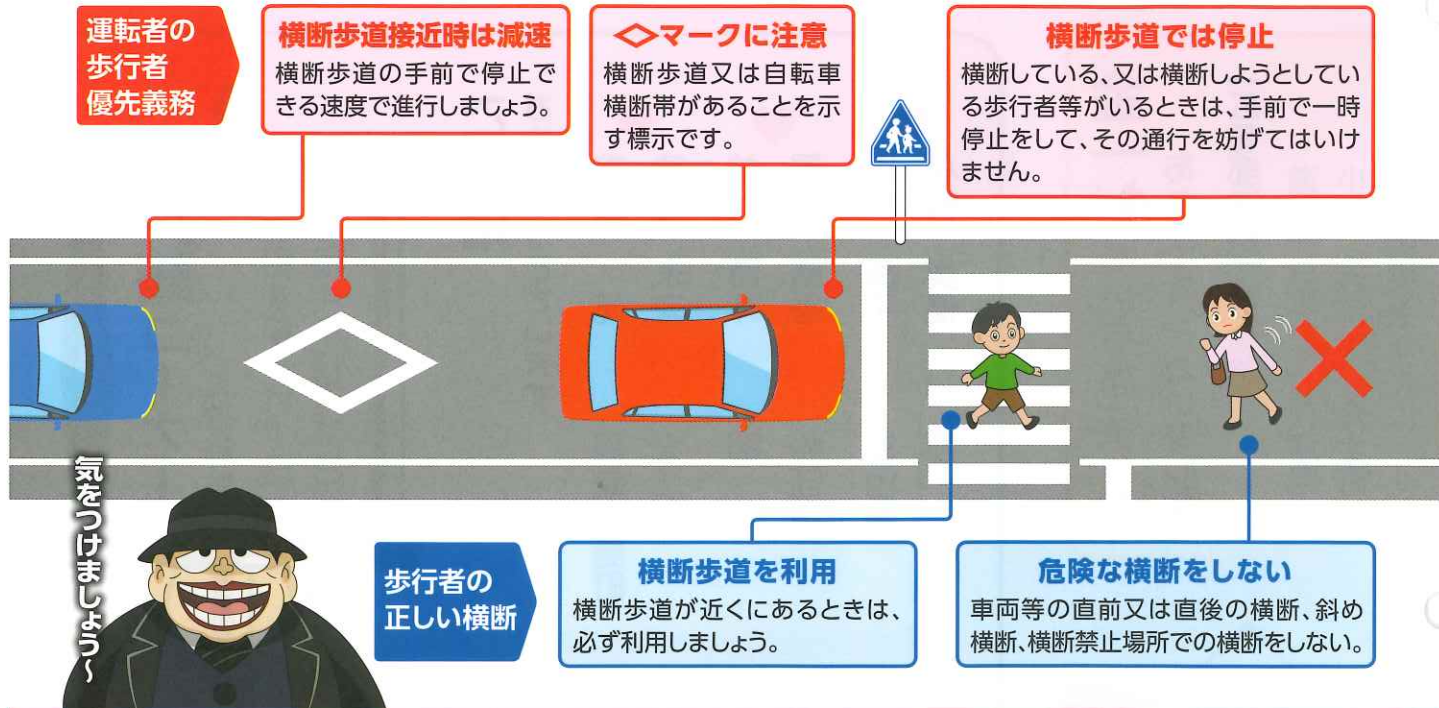 運転者の
歩行者
優先義務
横断歩道接近時は減速
横断歩道の手前で停止で
きる速度で進行しましょう。
◇マークに注意
横断歩道又は自転車
横断帯があることを示
す標示です。
横断歩道では停止
横断している、又は横断しようとしてい
る歩行者等がいるときは、手前で一時
停止をして、その通行を妨げてはいけ
ません。
気をつけましょう〜
歩行者の
正しい横断
横断歩道を利用
横断歩道が近くにあるときは、
必ず利用しましょう。
危険な横断をしない
車両等の直前又は直後の横断、斜め
横断、横断禁止場所での横断をしない。